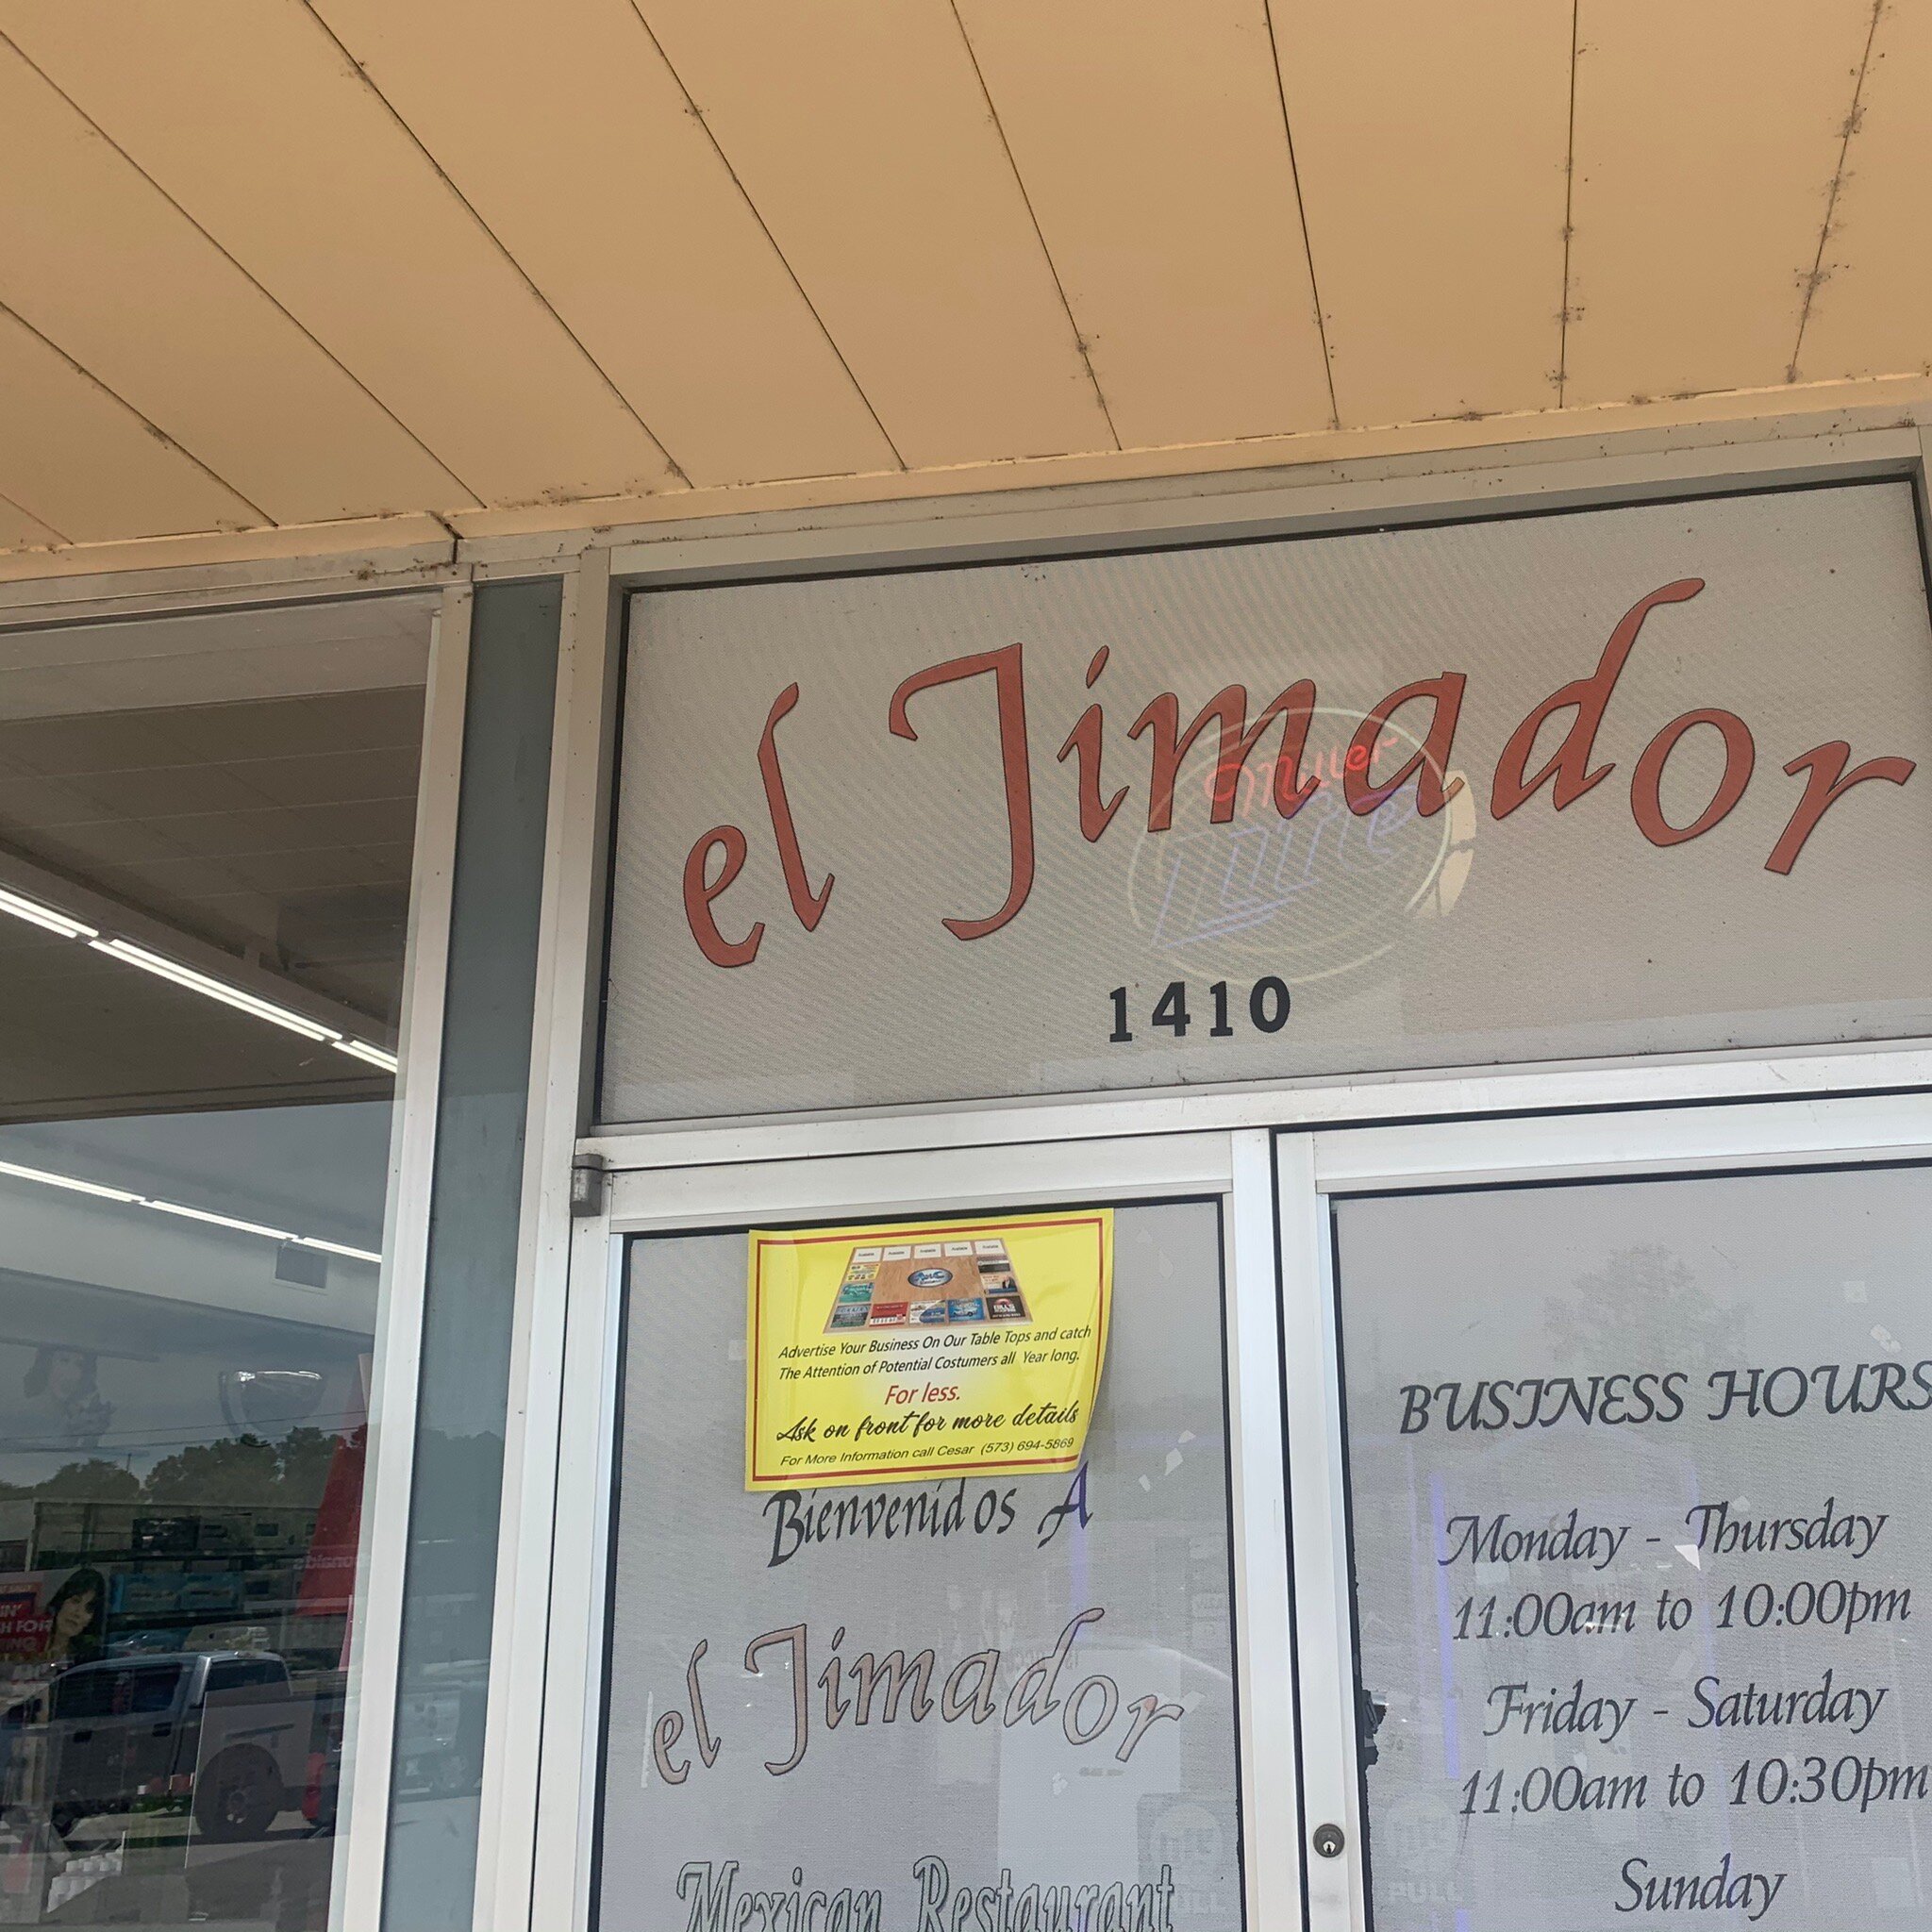 el Jimador
Miller
Lite
1410
Advertise Your Business On Our Table Tops and catch
The Attention of Potential Costumers all Year long.
For less.
Ask on front for more details
For More Information call Cesar (573) 694-5869
Bienvenidos A
el Jimador
Mexican Restaurant
BUSINESS HOURS
Monday - Thursday
11:00am to 10:00pm
Friday - Saturday
11:00am to 10:30pm
Sunday
PULL